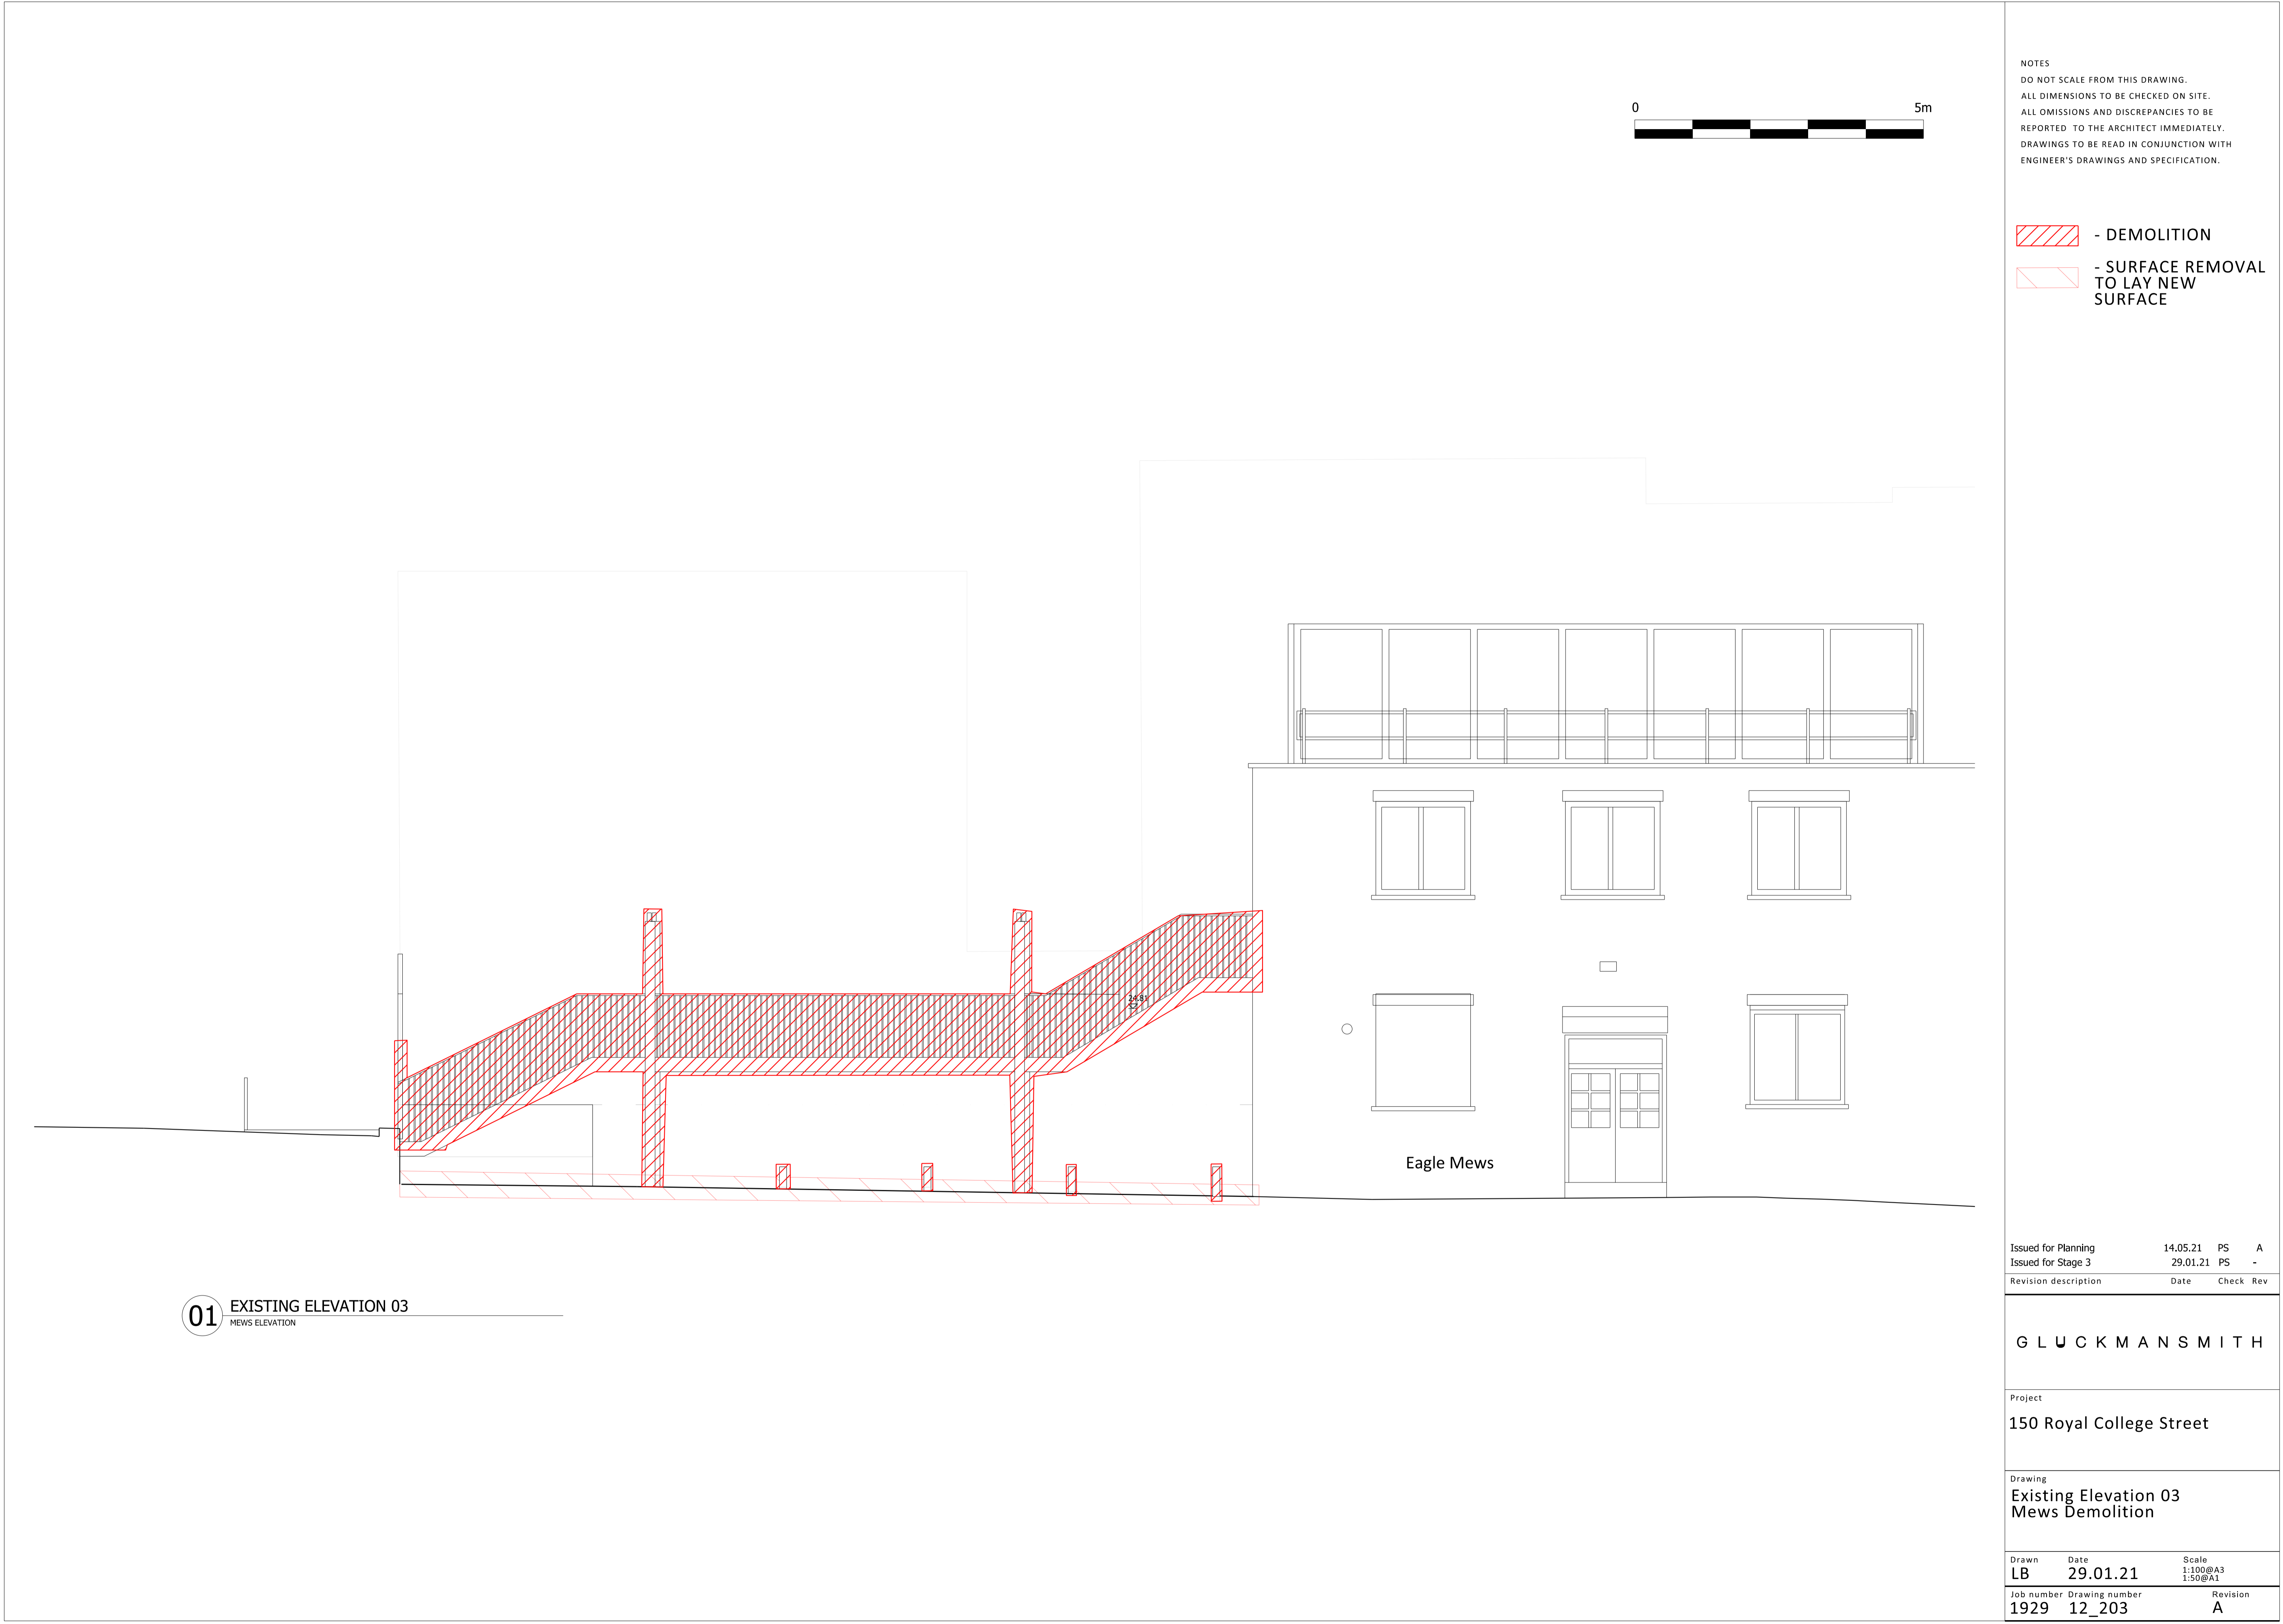 0 5m
24.81
Eagle Mews
01
EXISTING ELEVATION 03
MEWS ELEVATION
NOTES
DO NOT SCALE FROM THIS DRAWING.
ALL DIMENSIONS TO BE CHECKED ON SITE.
ALL OMISSIONS AND DISCREPANCIES TO BE
REPORTED TO THE ARCHITECT IMMEDIATELY.
DRAWINGS TO BE READ IN CONJUNCTION WITH
ENGINEER'S DRAWINGS AND SPECIFICATION.
- DEMOLITION
- SURFACE REMOVAL
TO LAY NEW
SURFACE
Issued for Planning 14.05.21 PS A
Issued for Stage 3 29.01.21 PS -
Revision description Date Check Rev
GLUCKMANSMITH
Project
150 Royal College Street
Drawing
Existing Elevation 03
Mews Demolition
Drawn Date Scale
LB 29.01.21 1:100@A3
1:50@A1
Job number Drawing number Revision
1929 12_203 A